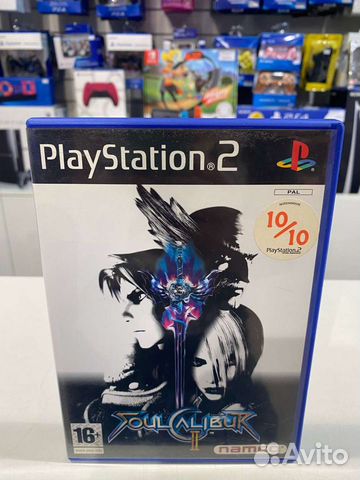 PlayStation®2
PAL
10/10
PlayStation 2
SOULCALIBUR
II
16+
namco
Avito